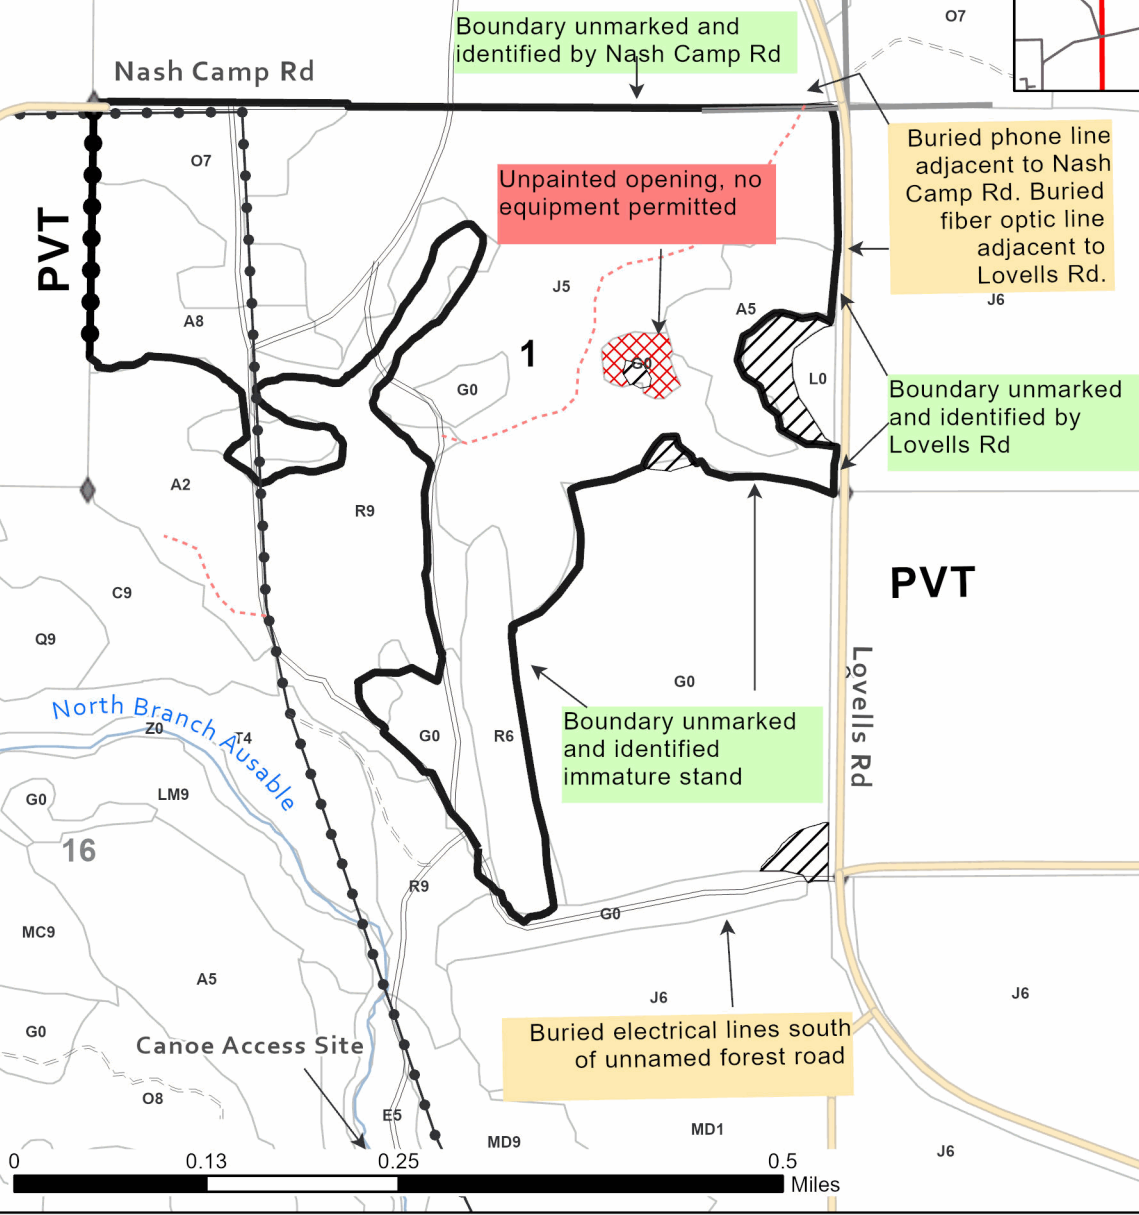 O7
Boundary unmarked and
identified by Nash Camp Rd
Nash Camp Rd
Buried phone line
adjacent to Nash
Camp Rd. Buried
fiber optic line
adjacent to
Lovells Rd.
O7
Unpainted opening, no
equipment permitted
PVT
J5
J6
A8
A5
1
G0
L0
G0
Boundary unmarked
and identified by
Lovells Rd
A2
R9
C9
PVT
Q9
Lovells Rd
G0
North Branch Ausable
Z0
T4
G0
R6
Boundary unmarked
and identified
immature stand
G0
LM9
16
R9
G0
MC9
A5
J6
J6
G0
Buried electrical lines south
of unnamed forest road
Canoe Access Site
O8
E5
MD9
MD1
J6
0
0.13
0.25
0.5
Miles